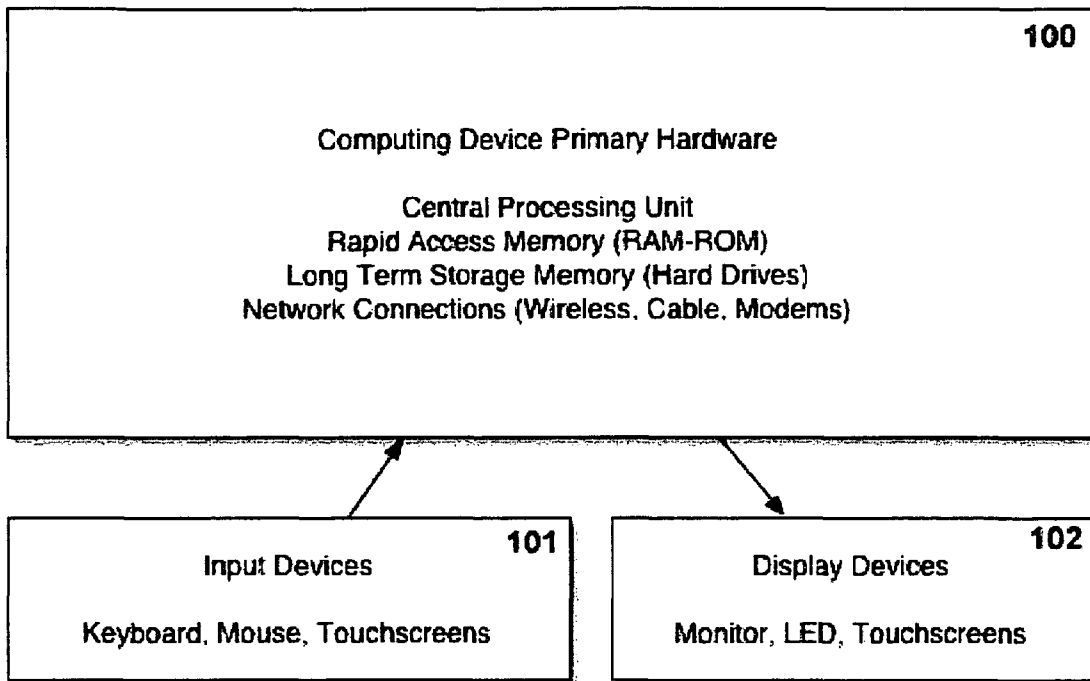 100
Computing Device Primary Hardware
Central Processing Unit
Rapid Access Memory (RAM-ROM)
Long Term Storage Memory (Hard Drives)
Network Connections (Wireless, Cable, Modems)
101
Input Devices
Keyboard, Mouse, Touchscreens
102
Display Devices
Monitor, LED, Touchscreens